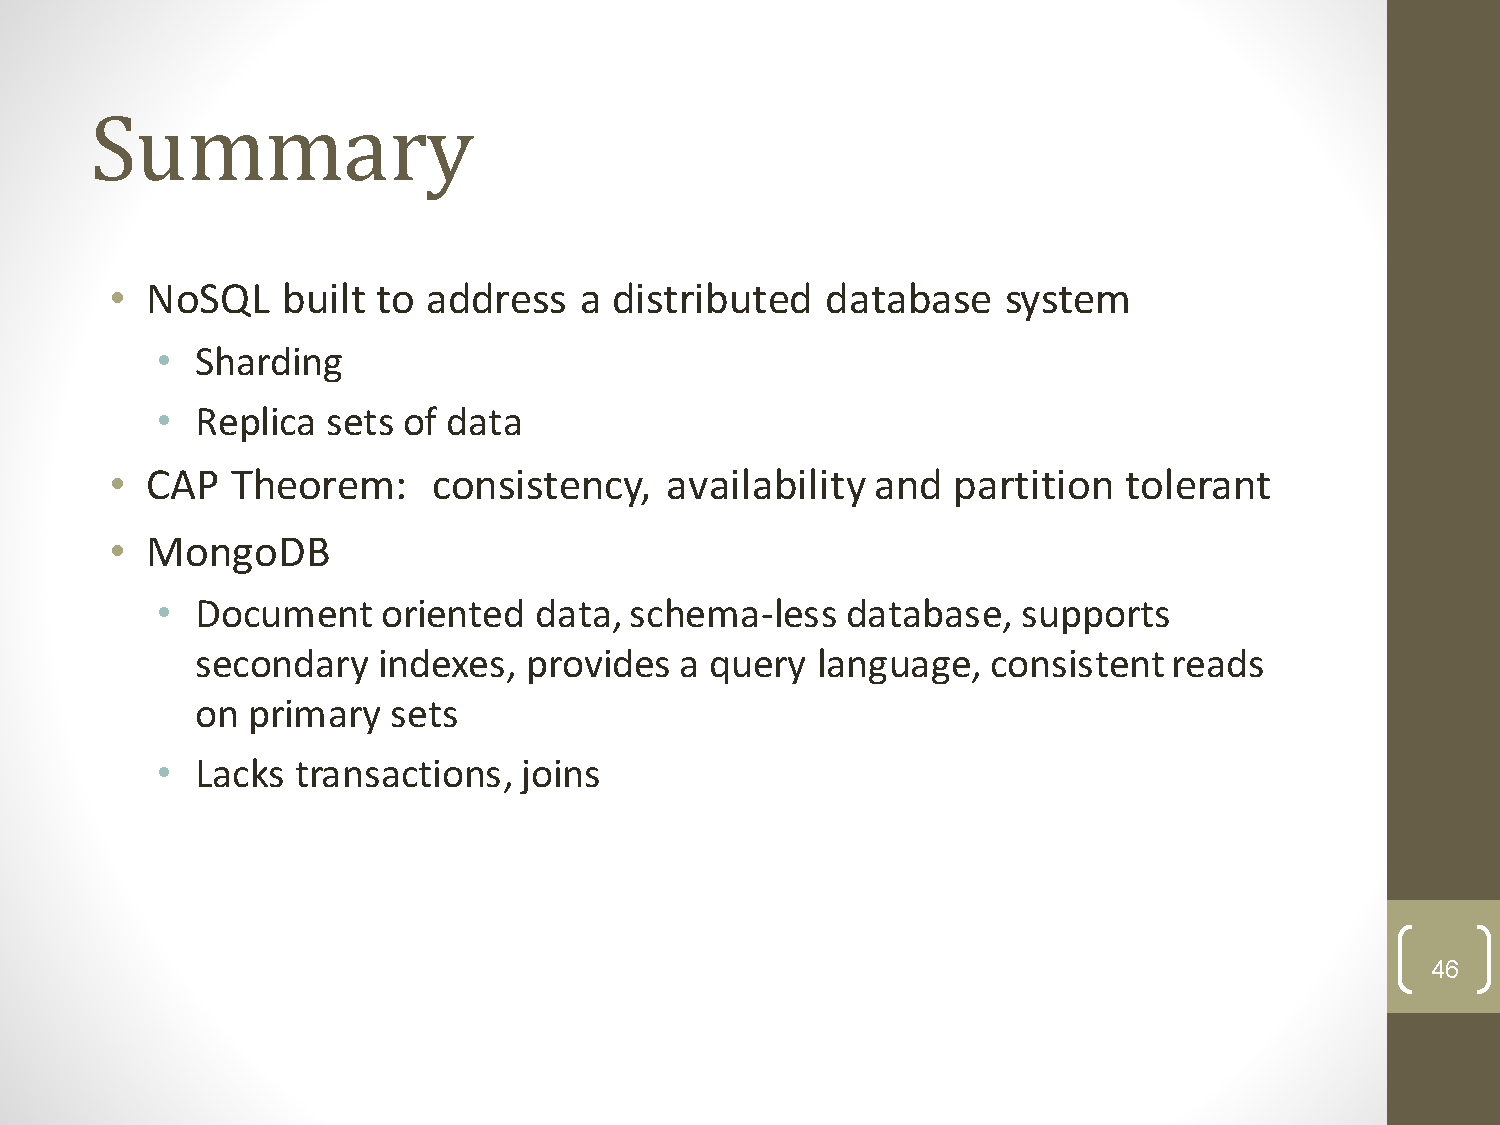 Summary
• NoSQL built to address a distributed database system
• Sharding
• Replica sets of data
• CAP Theorem: consistency, availability and partition tolerant
• MongoDB
• Document oriented data, schema-less database, supports
secondary indexes, provides a query language, consistent reads
on primary sets
• Lacks transactions, joins
46